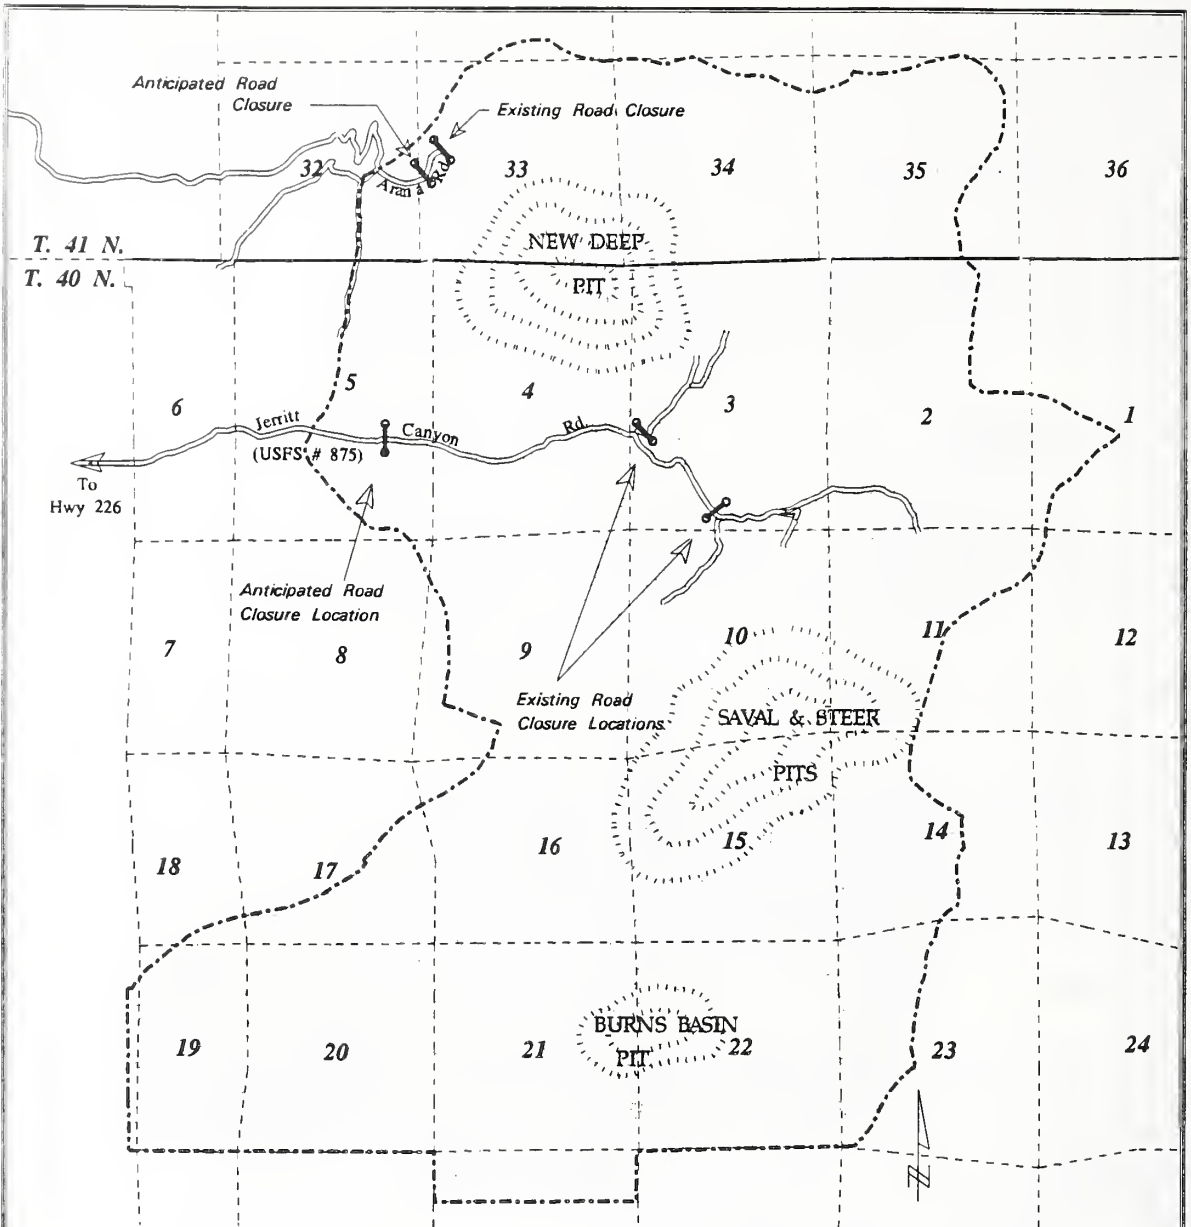 Anticipated Road
Closure
Existing Road Closure
32
33
34
35
36
Arana Rd.
T. 41 N.
T. 40 N.
NEW DEEP
PIT
5
4
3
2
1
6
Jerritt Canyon Rd.
(USFS # 875)
To
Hwy 226
Anticipated Road
Closure Location
7
8
9
10
11
12
Existing Road
Closure Locations
SAVAL & STEER
PITS
18
17
16
15
14
13
BURNS BASIN
PIT
19
20
21
22
23
24
N